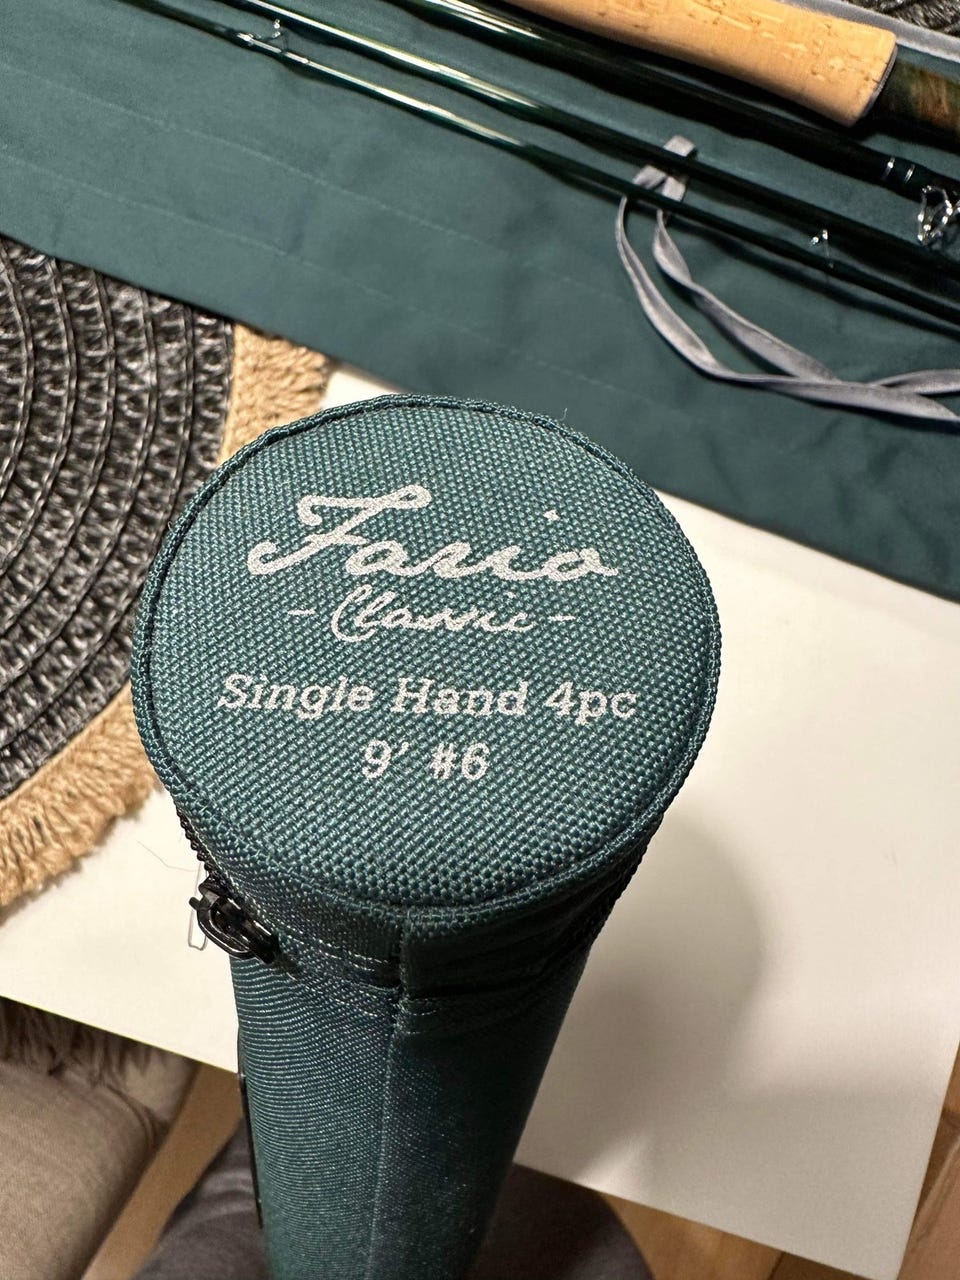 Fario
-Classic-
Single Hand 4pc
9' #6